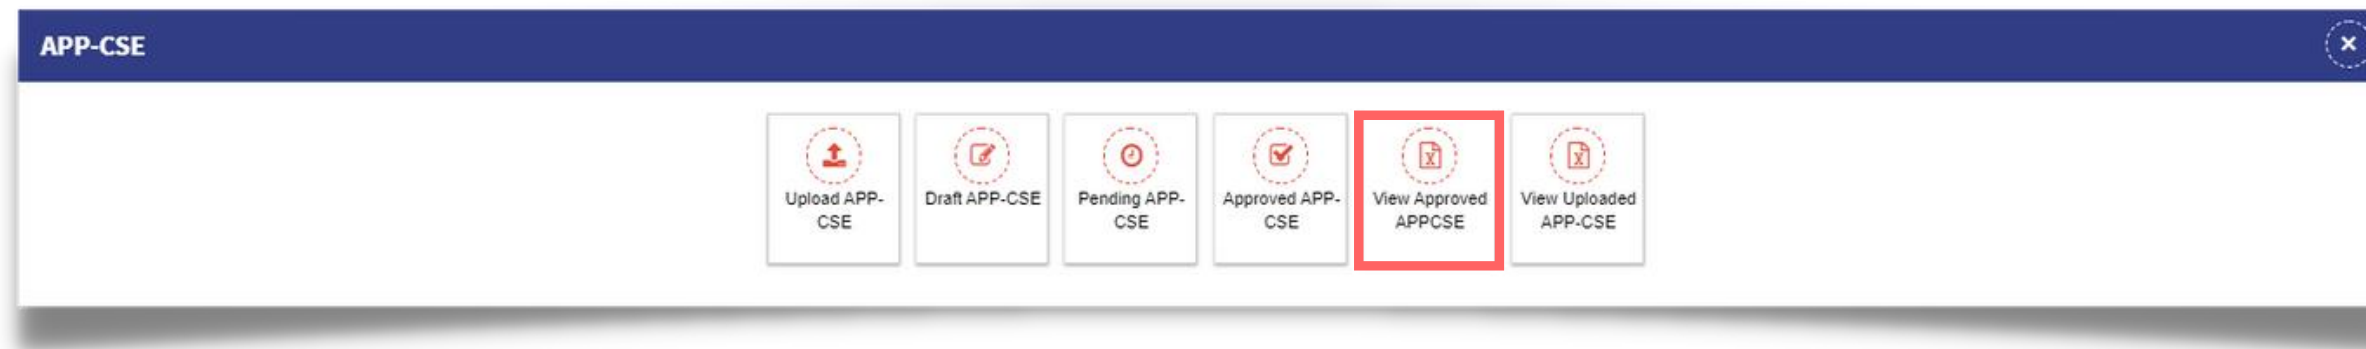 APP-CSE
Upload APP-
CSE
Draft APP-CSE
Pending APP-
CSE
Approved APP-
CSE
View Approved
APPCSE
View Uploaded
APP-CSE